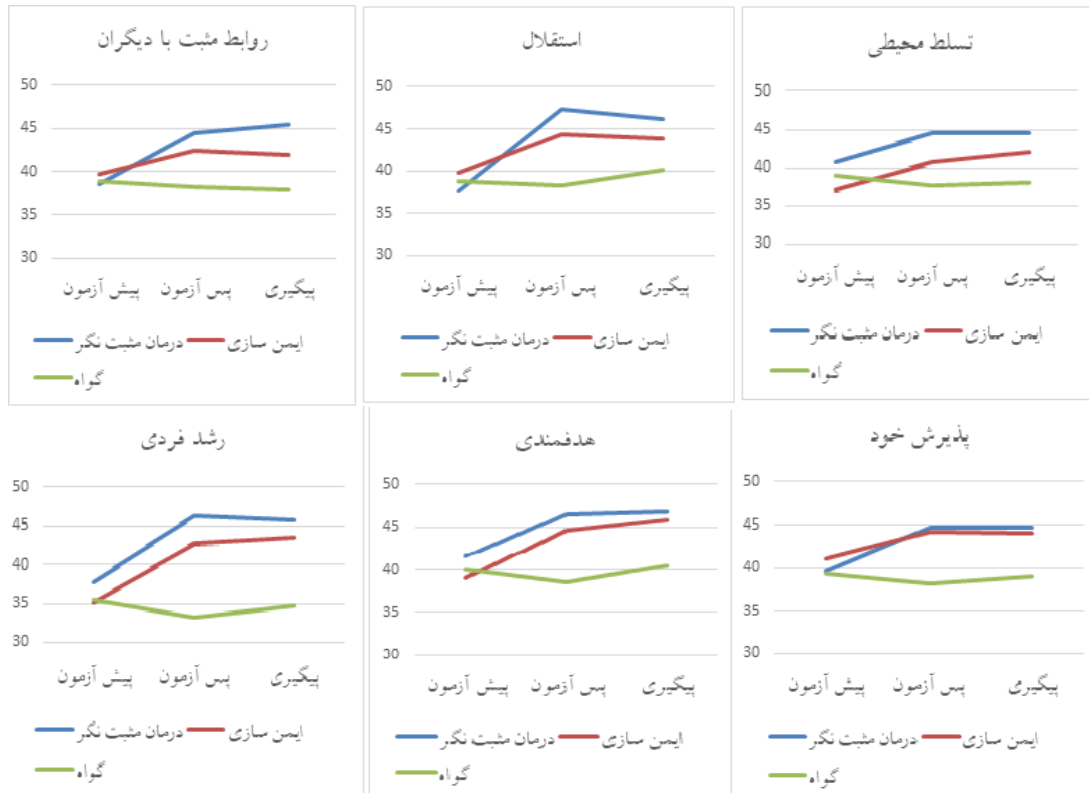 روابط مثبت با دیگران
50
45
40
35
30
پیش آزمون پس آزمون پیگیری
درمان مثبت نگر ایمن سازی
گواه
استقلال
50
45
40
35
30
پیش آزمون پس آزمون پیگیری
درمان مثبت نگر ایمن سازی
گواه
تسلط محیطی
50
45
40
35
30
پیش آزمون پس آزمون پیگیری
درمان مثبت نگر ایمن سازی
گواه
رشد فردی
50
45
40
35
30
پیش آزمون پس آزمون پیگیری
درمان مثبت نگر ایمن سازی
گواه
هدفمندی
50
45
40
35
30
پیش آزمون پس آزمون پیگیری
درمان مثبت نگر ایمن سازی
گواه
پذیرش خود
50
45
40
35
30
پیش آزمون پس آزمون پیگیری
درمان مثبت نگر ایمن سازی
گواه